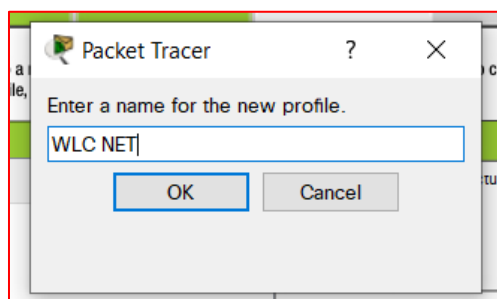 Packet Tracer ?
Enter a name for the new profile.
WLC NET
OK Cancel